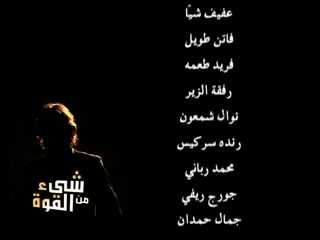 عفيف شيّا
فاتن طويل
فريد طعمه
رفقة الزير
نوال شمعون
رنده سركيس
محمد رباني
جورج ريفي
جمال حمدان
شيء
من القوة